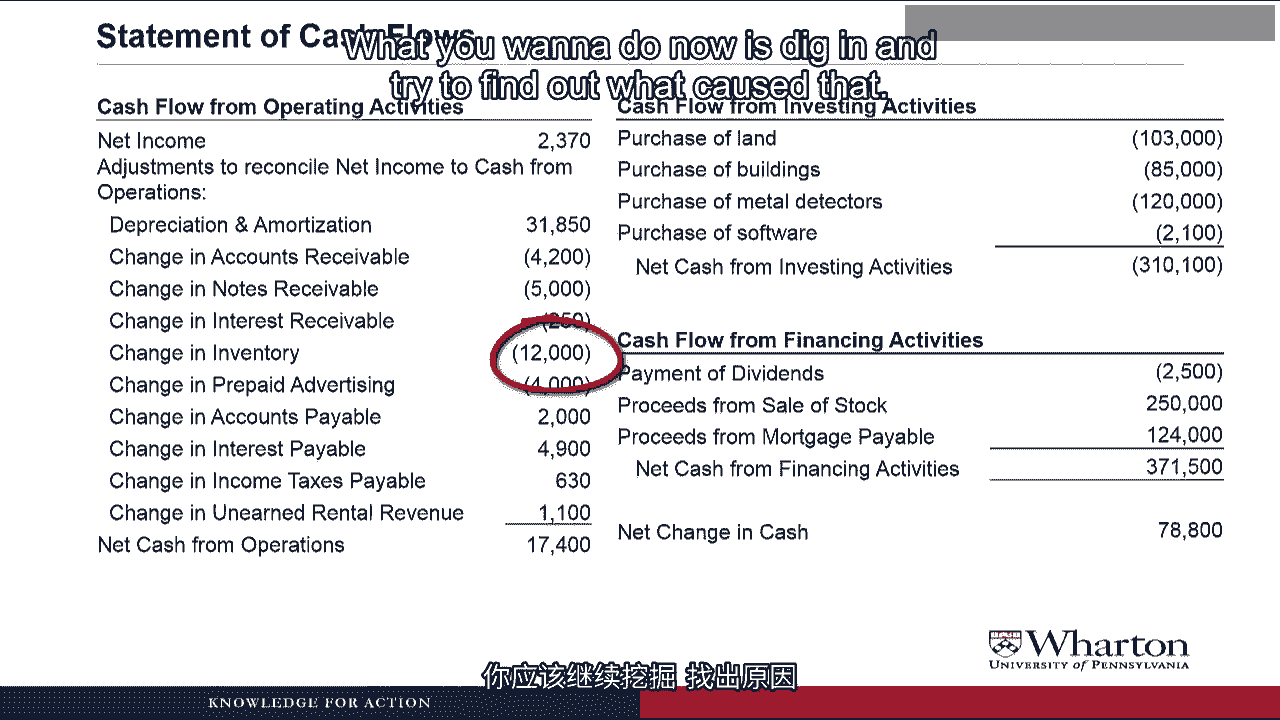 Statement of Cash Flows
What you wanna do now is dig in and
try to find out what caused that.
Cash Flow from Operating Activities
Net Income 2,370
Adjustments to reconcile Net Income to Cash from
Operations:
Depreciation & Amortization 31,850
Change in Accounts Receivable (4,200)
Change in Notes Receivable (5,000)
Change in Interest Receivable (250)
Change in Inventory (12,000)
Change in Prepaid Advertising (4,000)
Change in Accounts Payable 2,000
Change in Interest Payable 4,900
Change in Income Taxes Payable 630
Change in Unearned Rental Revenue 1,100
Net Cash from Operations 17,400
Cash Flow from Investing Activities
Purchase of land (103,000)
Purchase of buildings (85,000)
Purchase of metal detectors (120,000)
Purchase of software (2,100)
Net Cash from Investing Activities (310,100)
Cash Flow from Financing Activities
Payment of Dividends (2,500)
Proceeds from Sale of Stock 250,000
Proceeds from Mortgage Payable 124,000
Net Cash from Financing Activities 371,500
Net Change in Cash 78,800
Wharton
UNIVERSITY of PENNSYLVANIA
你应该继续挖掘 找出原因
KNOWLEDGE FOR ACTION